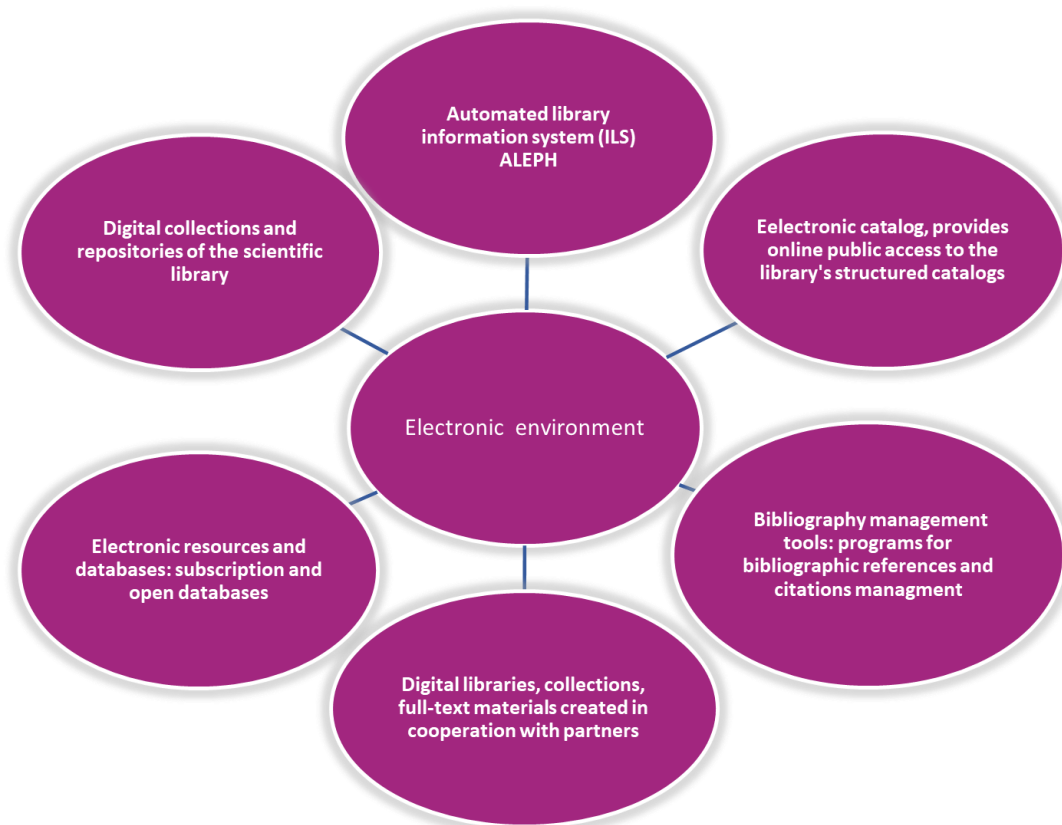 Automated library
information system (ILS)
ALEPH
Digital collections and
repositories of the scientific
library
Eelectronic catalog, provides
online public access to the
library's structured catalogs
Electronic environment
Electronic resources and
databases: subscription and
open databases
Bibliography management
tools: programs for
bibliographic references and
citations managment
Digital libraries, collections,
full-text materials created in
cooperation with partners